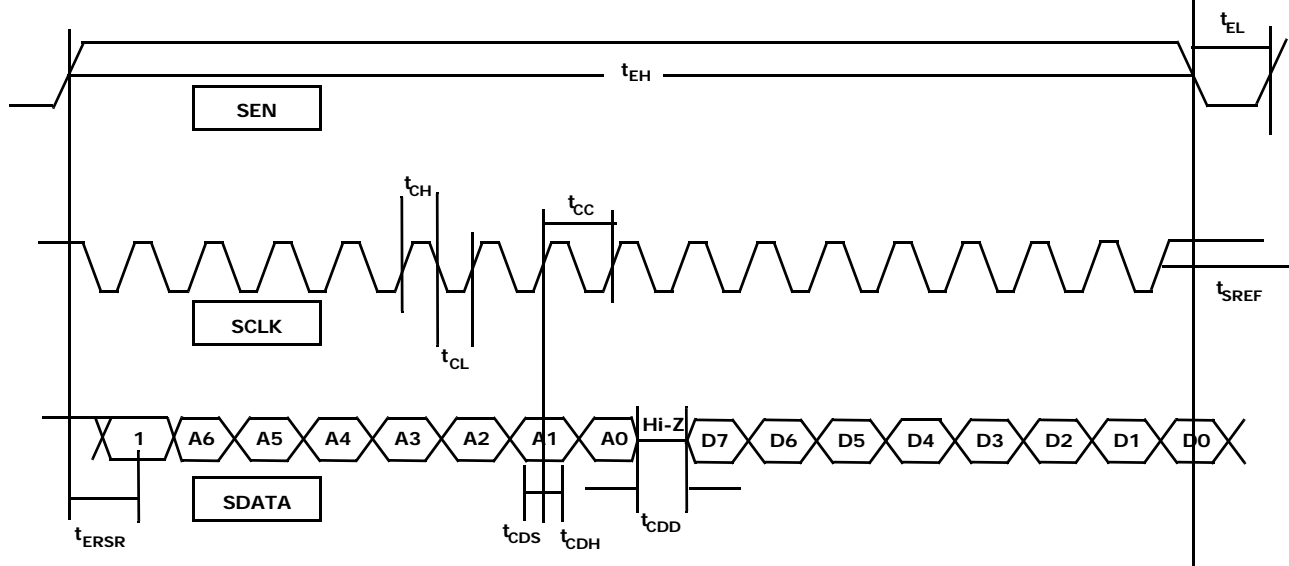 tEL
tEH
SEN
tCH
tCC
SCLK
tSREF
tCL
1 A6 A5 A4 A3 A2 A1 A0 Hi-Z D7 D6 D5 D4 D3 D2 D1 D0
SDATA
tERSR
tCDS
tCDH
tCDD